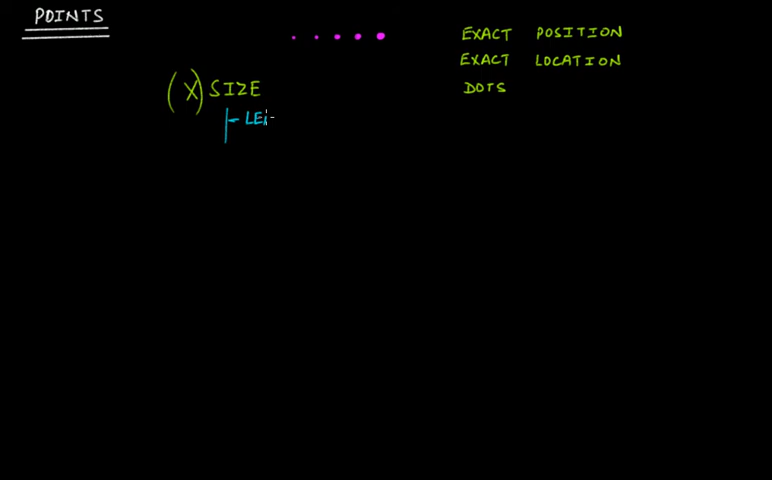 POINTS
EXACT POSITION
EXACT LOCATION
(X) SIZE
DOTS